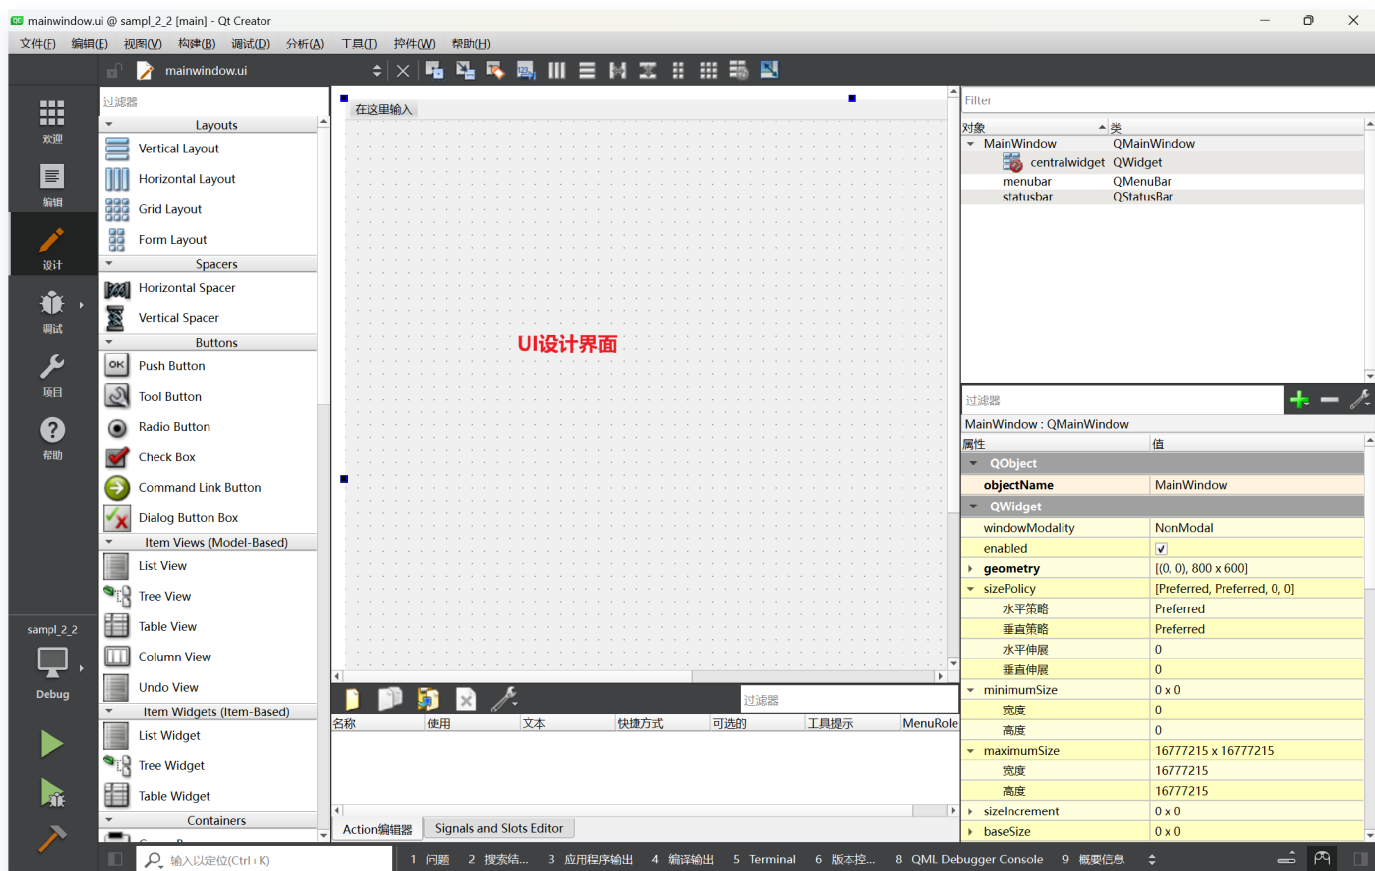 mainwindow.ui @ sampl_2_2 [main] - Qt Creator
文件(F) 编辑(E) 视图(V) 构建(B) 调试(D) 分析(A) 工具(T) 控件(W) 帮助(H)
mainwindow.ui
欢迎
编辑
设计
调试
项目
帮助
sampl_2_2
Debug
过滤器
Layouts
Vertical Layout
Horizontal Layout
Grid Layout
Form Layout
Spacers
Horizontal Spacer
Vertical Spacer
Buttons
OK
Push Button
Tool Button
Radio Button
Check Box
Command Link Button
Dialog Button Box
Item Views (Model-Based)
List View
Tree View
Table View
Column View
Undo View
Item Widgets (Item-Based)
List Widget
Tree Widget
Table Widget
Containers
在这里输入
UI设计界面
过滤器
名称 使用 文本 快捷方式 可选的 工具提示 MenuRole
Action编辑器 Signals and Slots Editor
Filter
对象 类
MainWindow QMainWindow
centralwidget QWidget
menubar QMenuBar
statusbar QStatusBar
过滤器
MainWindow : QMainWindow
属性 值
QObject
objectName MainWindow
QWidget
windowModality NonModal
enabled
geometry [(0, 0), 800 x 600]
sizePolicy [Preferred, Preferred, 0, 0]
水平策略 Preferred
垂直策略 Preferred
水平伸展 0
垂直伸展 0
minimumSize 0 x 0
宽度 0
高度 0
maximumSize 16777215 x 16777215
宽度 16777215
高度 16777215
sizeIncrement 0 x 0
baseSize 0 x 0
输入以定位(Ctrl+K)
1 问题 2 搜索结... 3 应用程序输出 4 编译输出 5 Terminal 6 版本控... 8 QML Debugger Console 9 概要信息